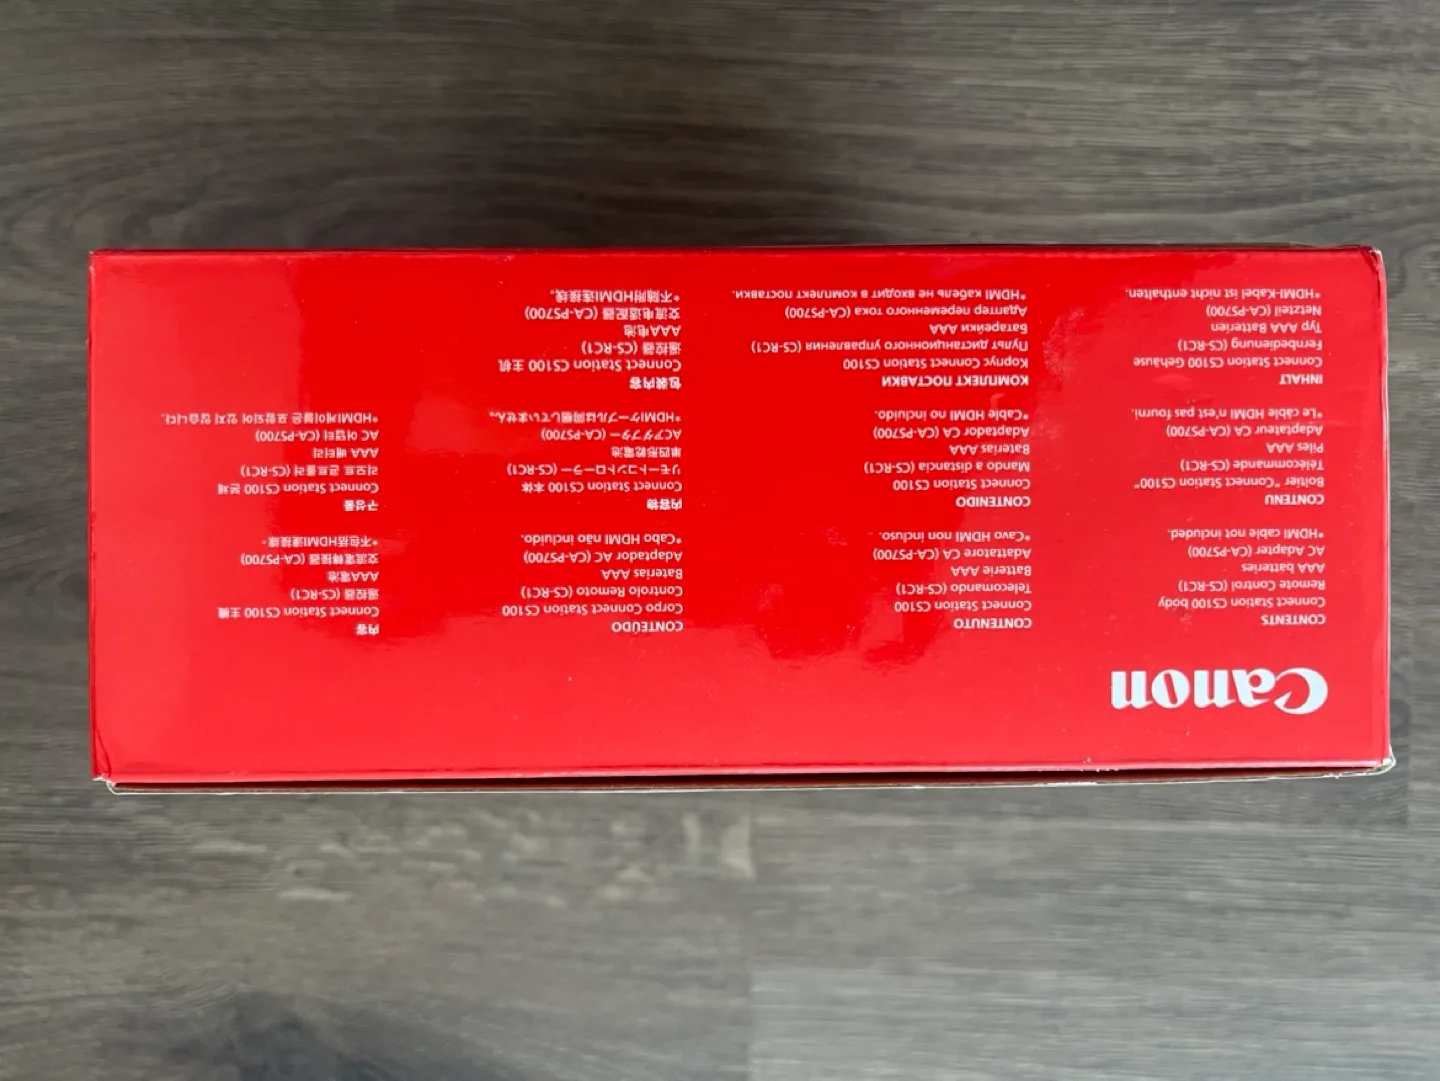 Canon
CONTENTS
Connect Station CS100 body
Remote Control (CS-RC1)
AAA batteries
AC Adapter (CA-PS700)
*HDMI cable not included.
CONTENU
Boîtier "Connect Station CS100"
Télécommande (CS-RC1)
Piles AAA
Adaptateur CA (CA-PS700)
*Le câble HDMI n'est pas fourni.
INHALT
Connect Station CS100 Gehäuse
Fernbedienung (CS-RC1)
Typ AAA Batterien
Netzteil (CA-PS700)
*HDMI-Kabel ist nicht enthalten.
CONTENUTO
Connect Station CS100
Telecomando (CS-RC1)
Batterie AAA
Adattatore CA (CA-PS700)
*Cavo HDMI non incluso.
CONTENIDO
Connect Station CS100
Mando a distancia (CS-RC1)
Baterías AAA
Adaptador CA (CA-PS700)
*Cable HDMI no incluido.
КОМПЛЕКТ ПОСТАВКИ
Корпус Connect Station CS100
Пульт дистанционного управления (CS-RC1)
Батарейки AAA
Адаптер переменного тока (CA-PS700)
*HDMI кабель не входит в комплект поставки.
CONTEÚDO
Corpo Connect Station CS100
Controlo Remoto (CS-RC1)
Baterias AAA
Adaptador AC (CA-PS700)
*Cabo HDMI não incluído.
内容物
Connect Station CS100 本体
リモートコントローラー (CS-RC1)
単四形乾電池
ACアダプター (CA-PS700)
*HDMIケーブルは同梱していません。
包装内容
Connect Station CS100 主机
遥控器 (CS-RC1)
AAA电池
交流电适配器 (CA-PS700)
*不随附HDMI连接线。
內容
Connect Station CS100 主機
遙控器 (CS-RC1)
AAA電池
交流電轉接器 (CA-PS700)
*不包括HDMI連接線。
구성품
Connect Station CS100 본체
리모트 컨트롤러 (CS-RC1)
AAA 배터리
AC 어댑터 (CA-PS700)
*HDMI케이블은 포함되어 있지 않습니다.